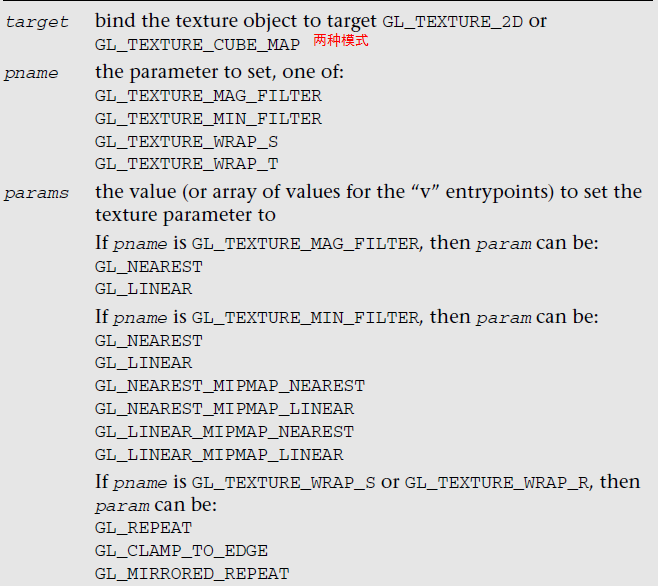 target bind the texture object to target GL_TEXTURE_2D or
GL_TEXTURE_CUBE_MAP 两种模式
pname the parameter to set, one of:
GL_TEXTURE_MAG_FILTER
GL_TEXTURE_MIN_FILTER
GL_TEXTURE_WRAP_S
GL_TEXTURE_WRAP_T
params the value (or array of values for the “v” entrypoints) to set the
texture parameter to
If pname is GL_TEXTURE_MAG_FILTER, then param can be:
GL_NEAREST
GL_LINEAR
If pname is GL_TEXTURE_MIN_FILTER, then param can be:
GL_NEAREST
GL_LINEAR
GL_NEAREST_MIPMAP_NEAREST
GL_NEAREST_MIPMAP_LINEAR
GL_LINEAR_MIPMAP_NEAREST
GL_LINEAR_MIPMAP_LINEAR
If pname is GL_TEXTURE_WRAP_S or GL_TEXTURE_WRAP_R, then
param can be:
GL_REPEAT
GL_CLAMP_TO_EDGE
GL_MIRRORED_REPEAT